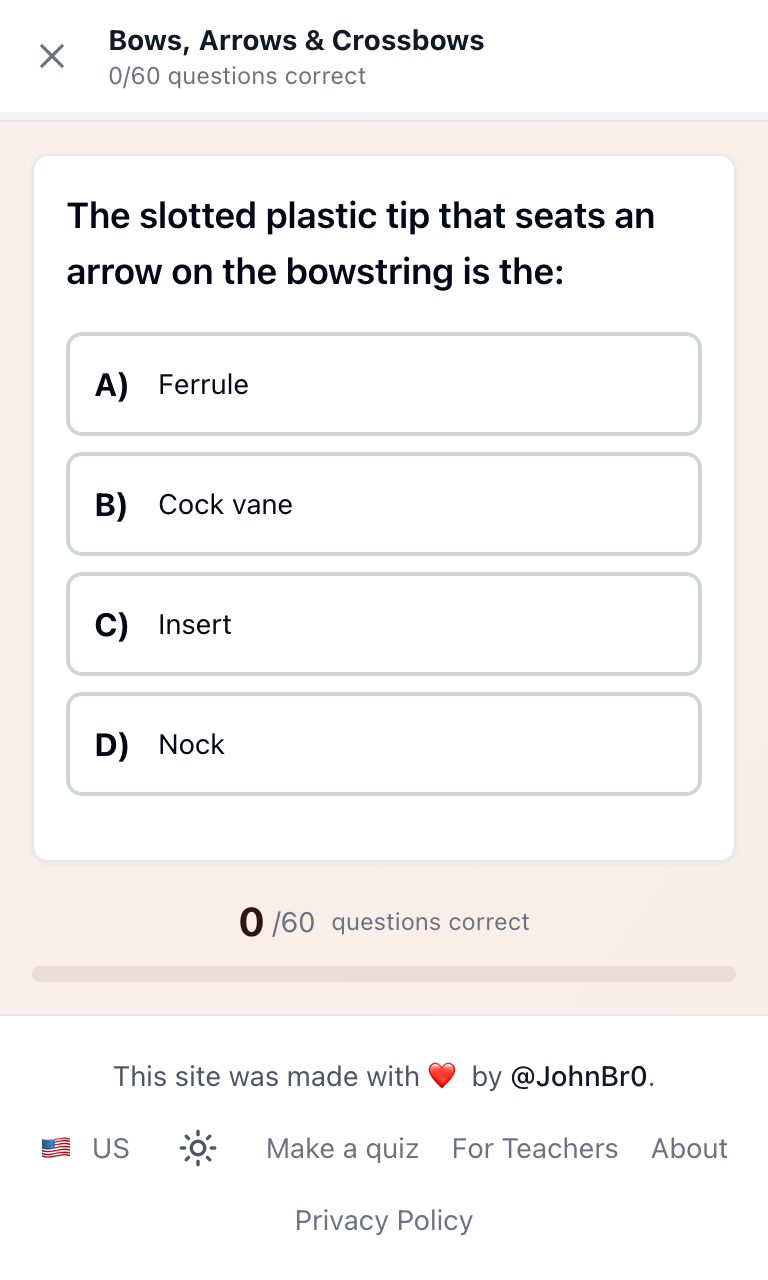 Bows, Arrows & Crossbows
0/60 questions correct
The slotted plastic tip that seats an
arrow on the bowstring is the:
A) Ferrule
B) Cock vane
C) Insert
D) Nock
0 /60 questions correct
This site was made with ❤️ by @JohnBr0.
🇺🇸 US Make a quiz For Teachers About
Privacy Policy